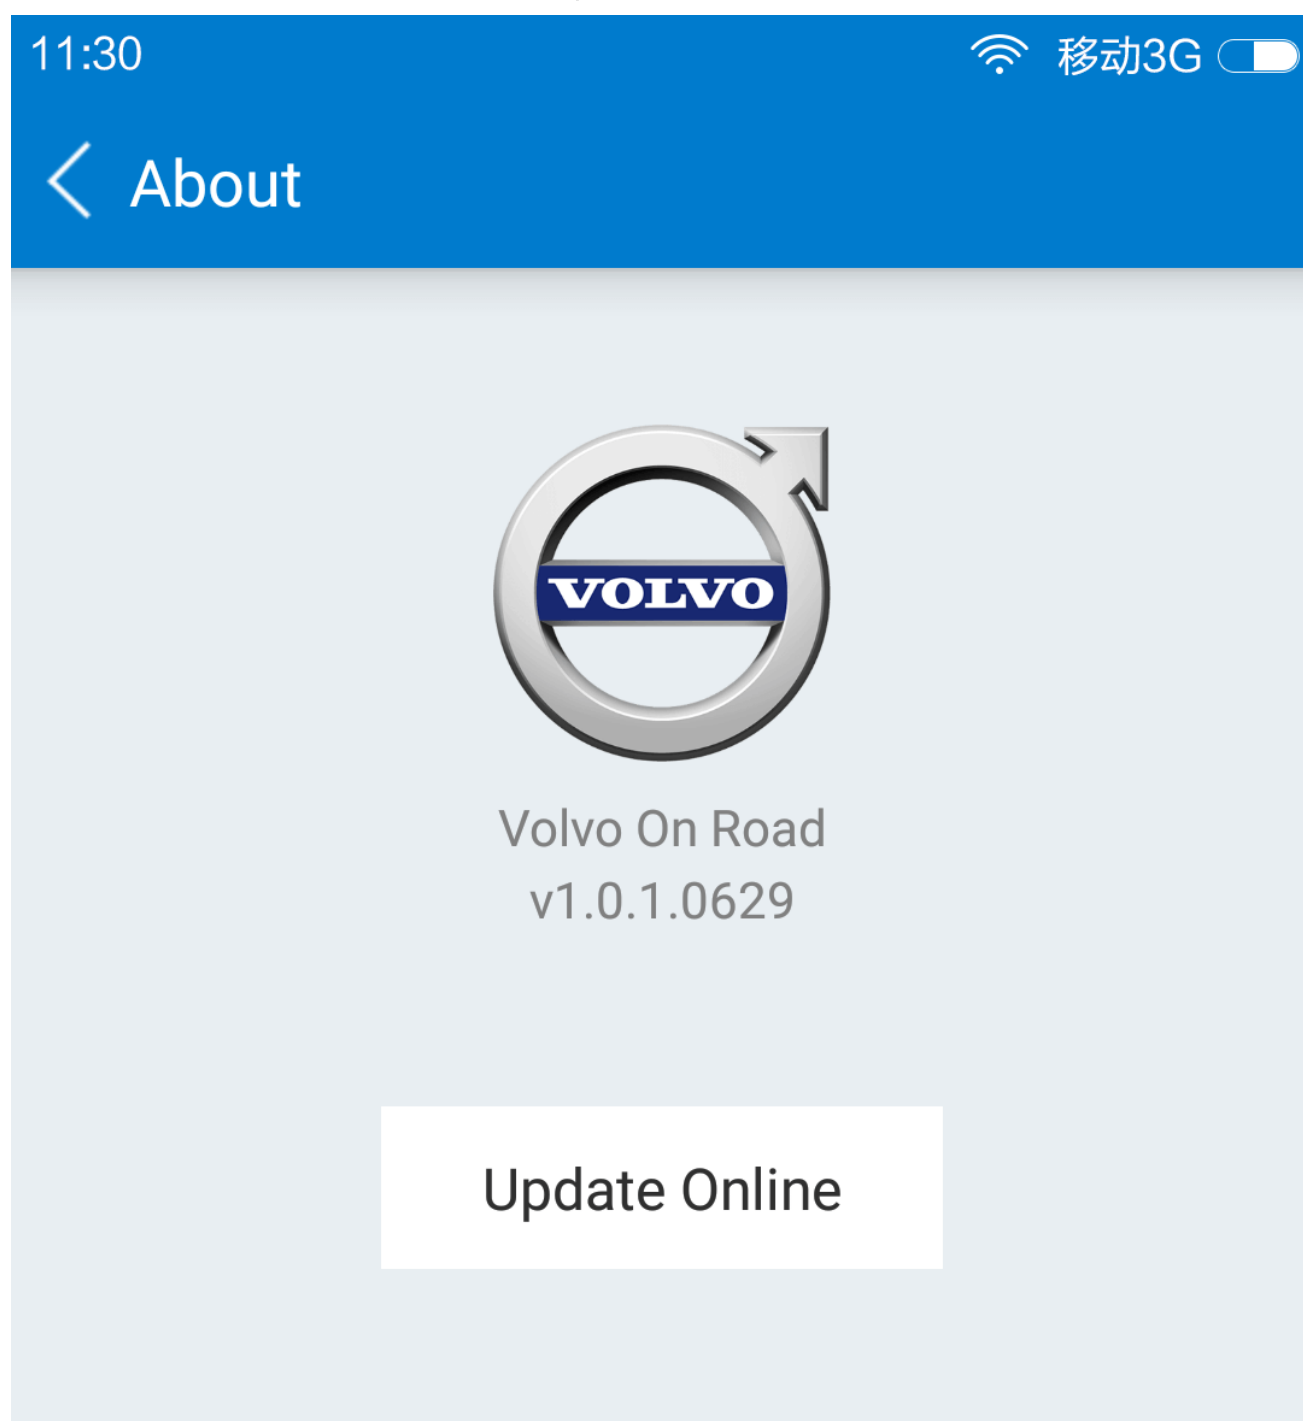 11:30
移动3G
About
VOLVO
Volvo On Road
v1.0.1.0629
Update Online